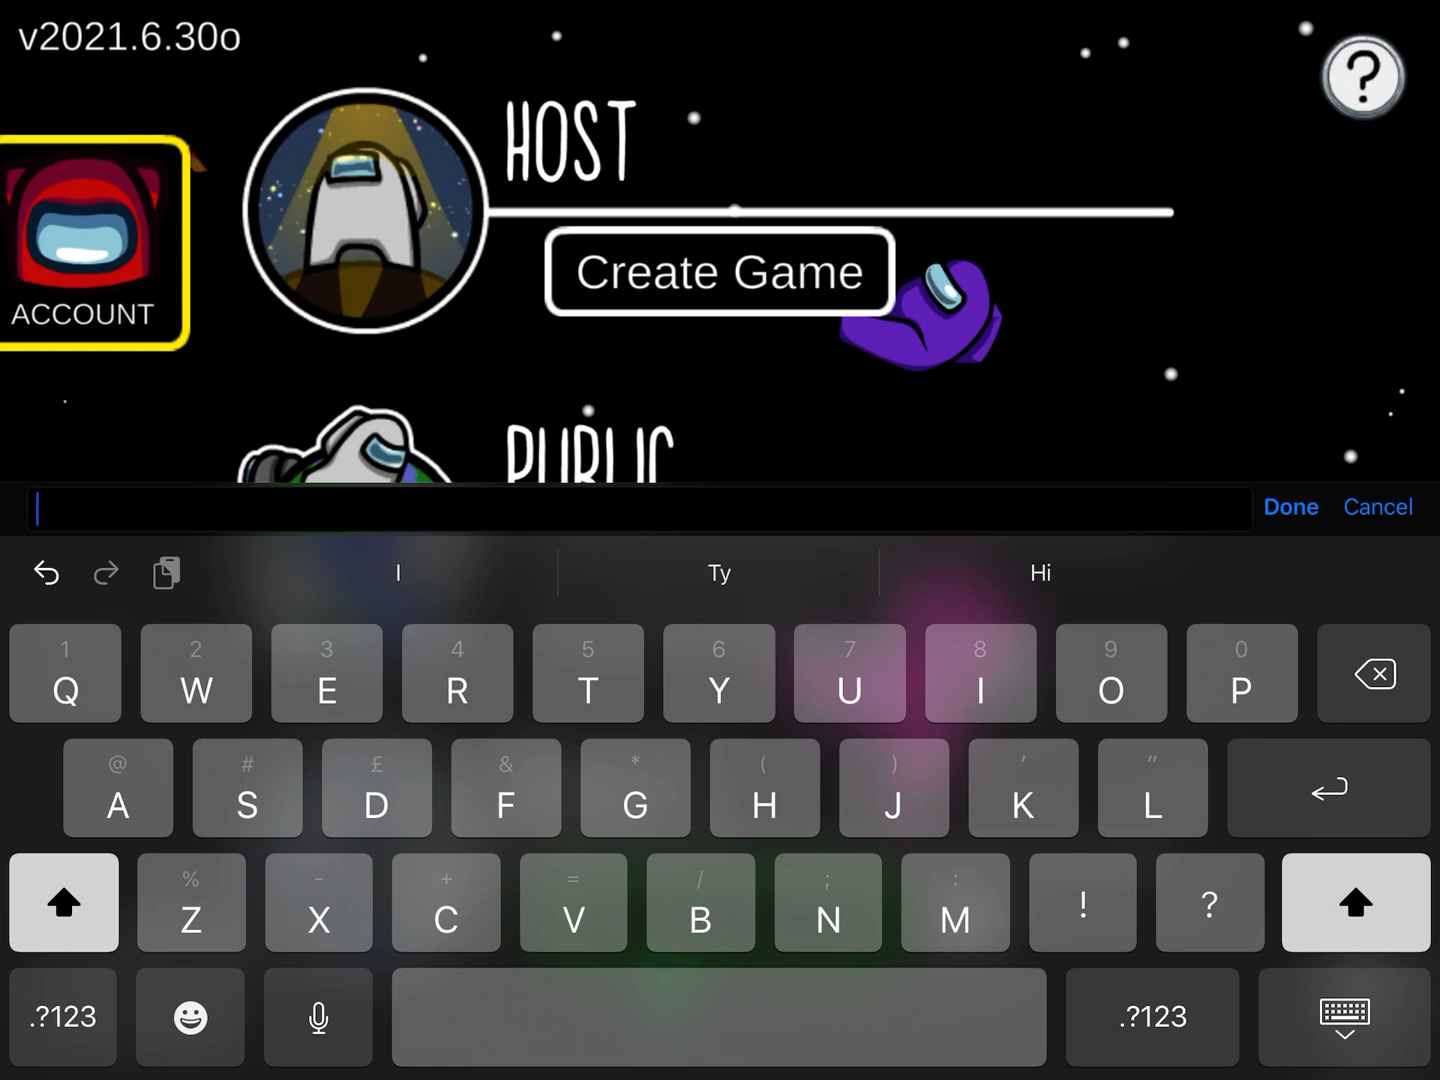 v2021.6.30o
?
HOST
Create Game
ACCOUNT
PUBLIC
Done Cancel
I Ty Hi
1 2 3 4 5 6 7 8 9 0
Q W E R T Y U I O P
@ # £ & * ( ) ' "
A S D F G H J K L
% - + = / ; :
Z X C V B N M ! ?
.?123 .?123